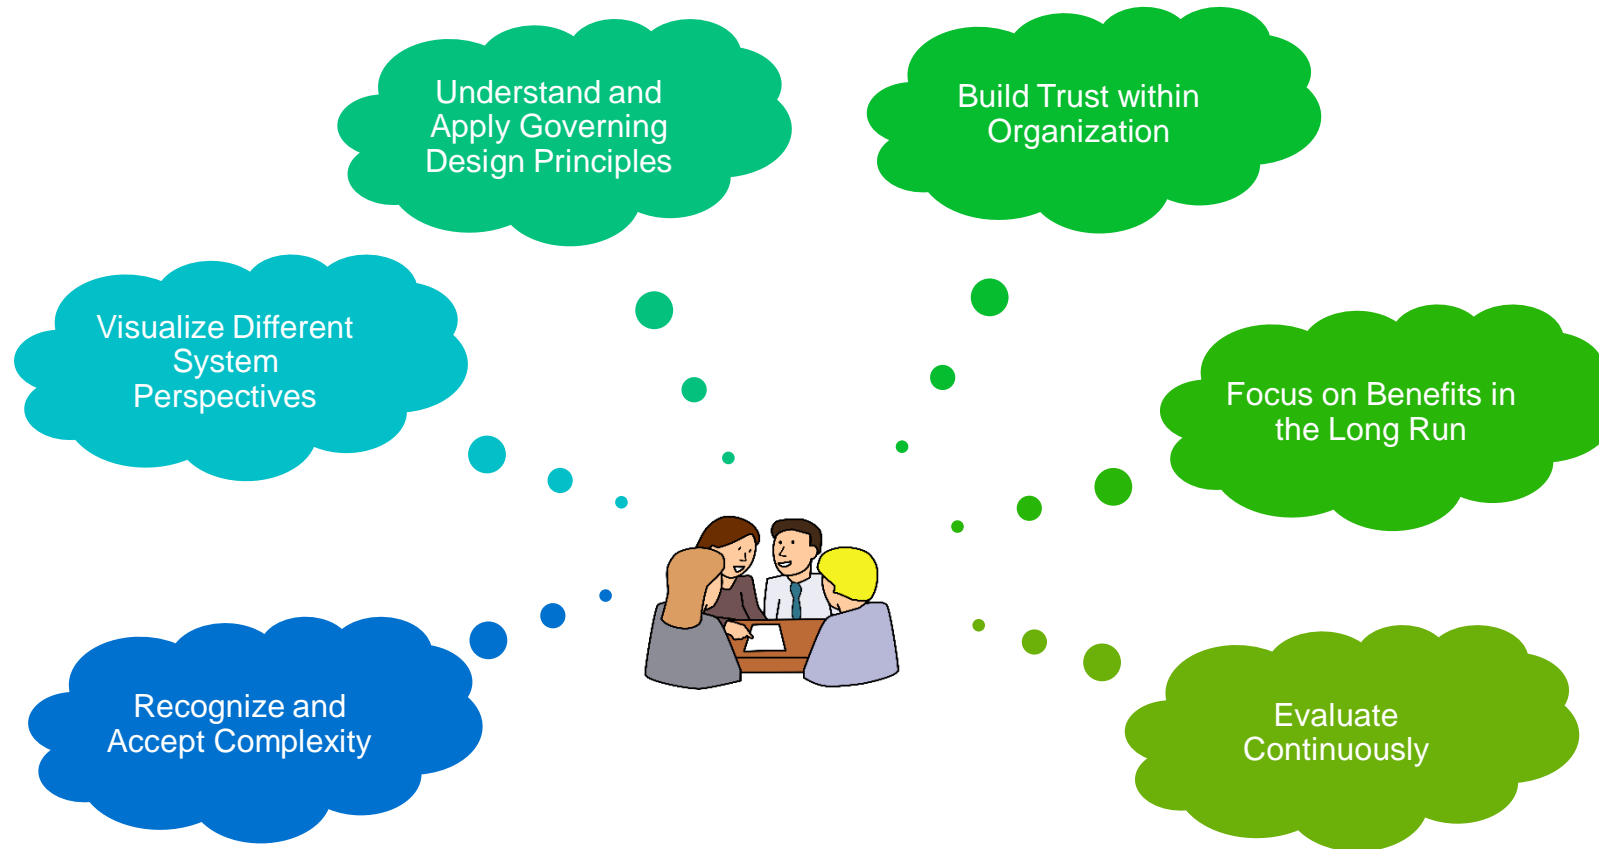 Understand and
Apply Governing
Design Principles
Build Trust within
Organization
Visualize Different
System
Perspectives
Focus on Benefits in
the Long Run
Recognize and
Accept Complexity
Evaluate
Continuously